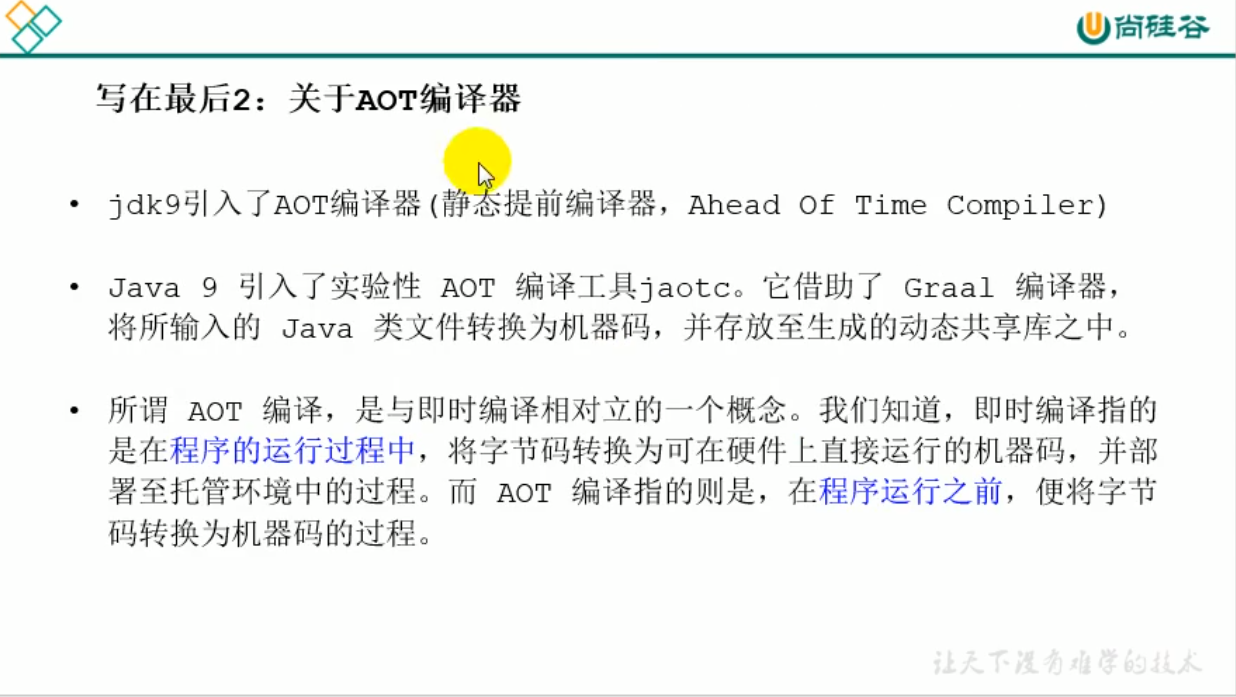 尚硅谷
写在最后2：关于AOT编译器
• jdk9引入了AOT编译器(静态提前编译器，Ahead Of Time Compiler)
• Java 9 引入了实验性 AOT 编译工具jaotc。它借助了 Graal 编译器，
将所输入的 Java 类文件转换为机器码，并存放至生成的动态共享库之中。
• 所谓 AOT 编译，是与即时编译相对立的一个概念。我们知道，即时编译指的
是在程序的运行过程中，将字节码转换为可在硬件上直接运行的机器码，并部
署至托管环境中的过程。而 AOT 编译指的则是，在程序运行之前，便将字节
码转换为机器码的过程。
让天下没有难学的技术